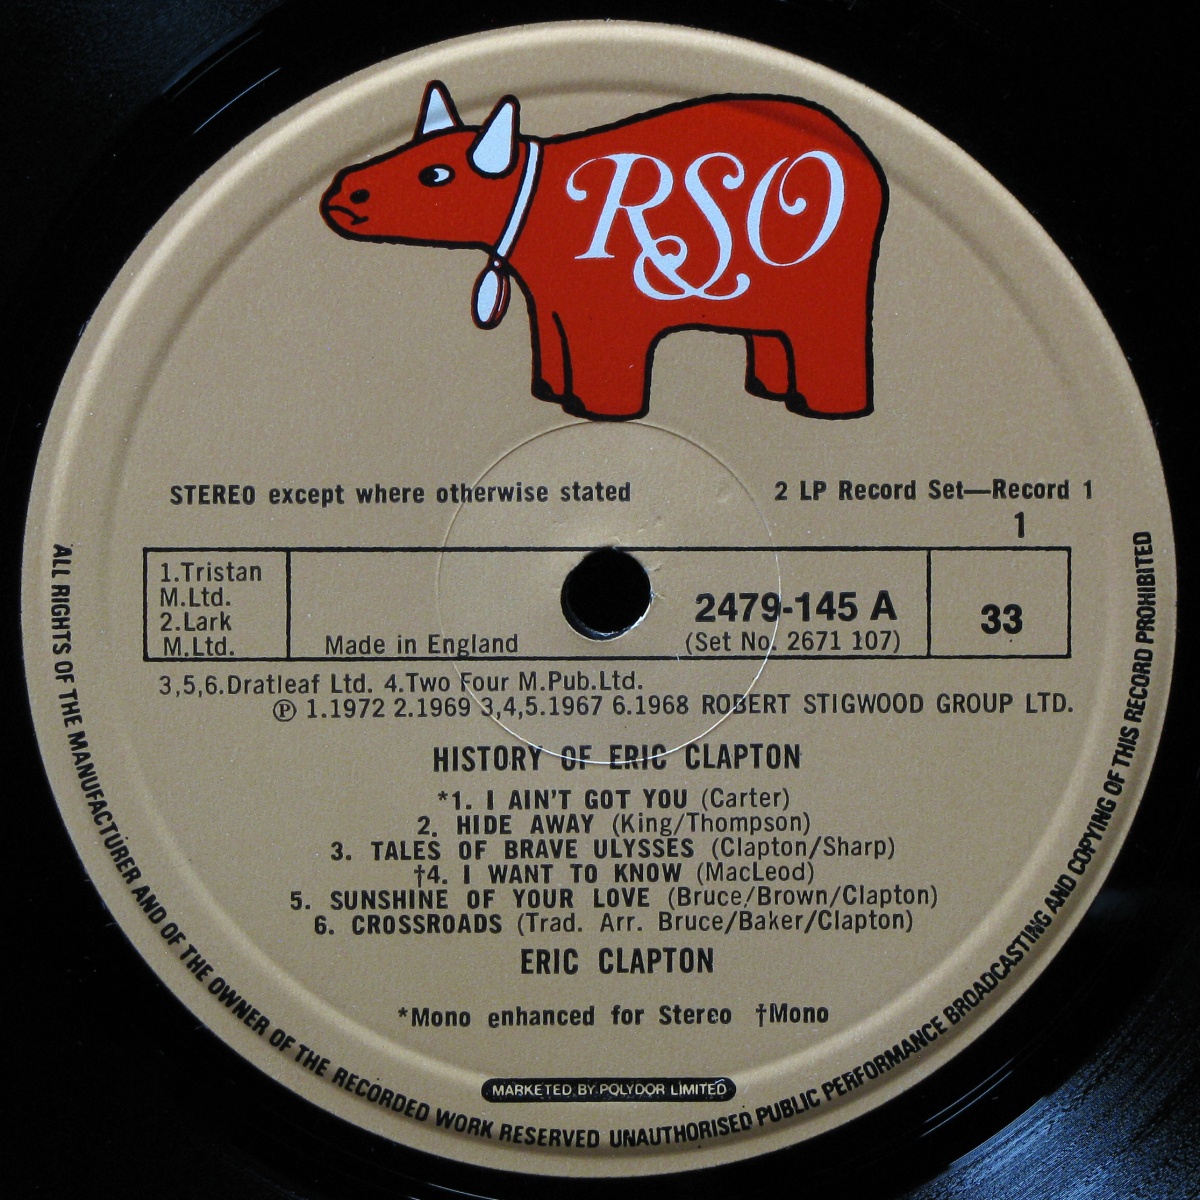 RSO
STEREO except where otherwise stated
2 LP Record Set—Record 1
1
1.Tristan
M.Ltd.
2.Lark
M.Ltd.
Made in England
2479-145 A
(Set No. 2671 107)
33
3,5,6.Dratleaf Ltd. 4.Two Four M.Pub.Ltd.
℗ 1.1972 2.1969 3,4,5.1967 6.1968 ROBERT STIGWOOD GROUP LTD.
HISTORY OF ERIC CLAPTON
*1. I AIN'T GOT YOU (Carter)
2. HIDE AWAY (King/Thompson)
3. TALES OF BRAVE ULYSSES (Clapton/Sharp)
†4. I WANT TO KNOW (MacLeod)
5. SUNSHINE OF YOUR LOVE (Bruce/Brown/Clapton)
6. CROSSROADS (Trad. Arr. Bruce/Baker/Clapton)
ERIC CLAPTON
*Mono enhanced for Stereo †Mono
MARKETED BY POLYDOR LIMITED
ALL RIGHTS OF THE MANUFACTURER AND OF THE OWNER OF THE RECORDED WORK RESERVED UNAUTHORISED PUBLIC PERFORMANCE BROADCASTING AND COPYING OF THIS RECORD PROHIBITED